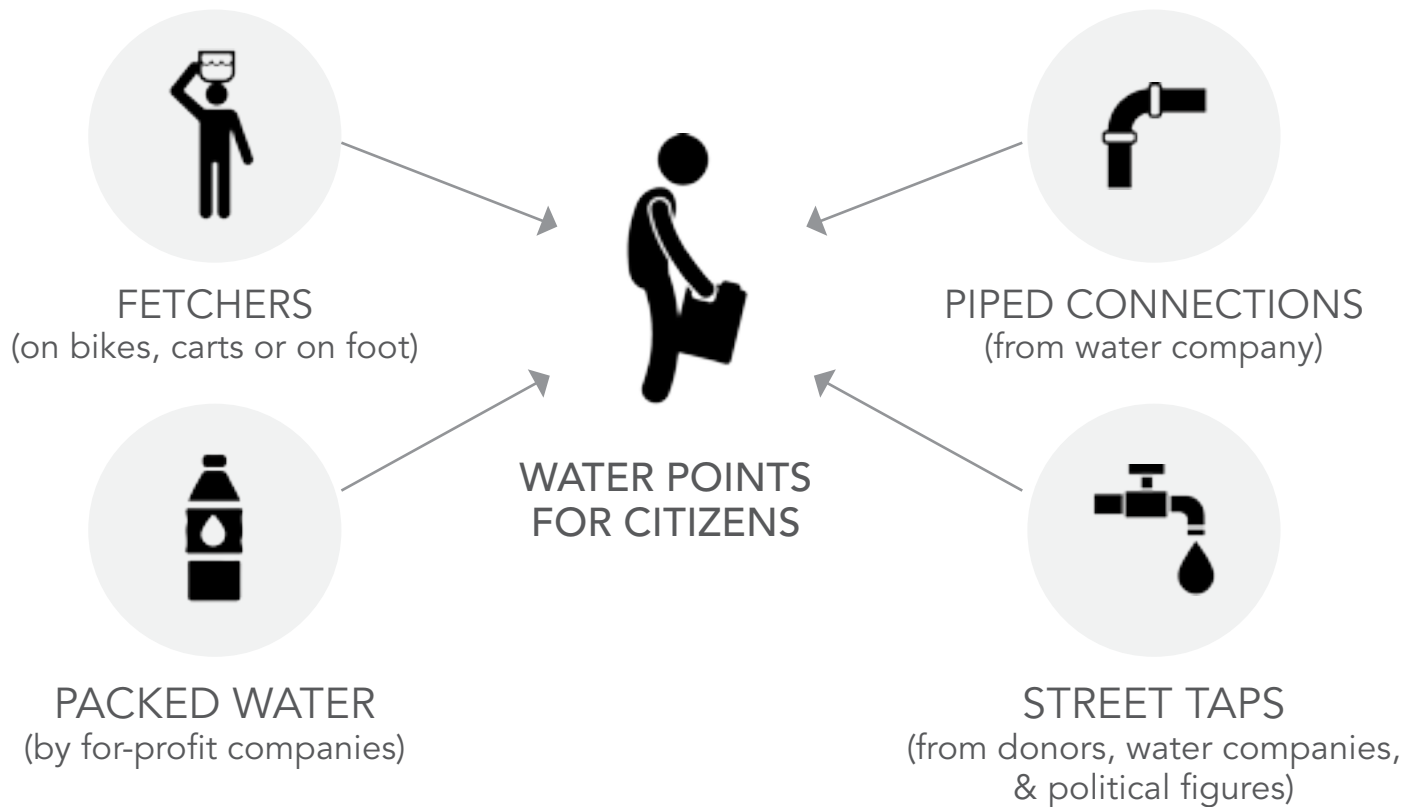 FETCHERS
(on bikes, carts or on foot)
PIPED CONNECTIONS
(from water company)
WATER POINTS
FOR CITIZENS
PACKED WATER
(by for-profit companies)
STREET TAPS
(from donors, water companies,
& political figures)